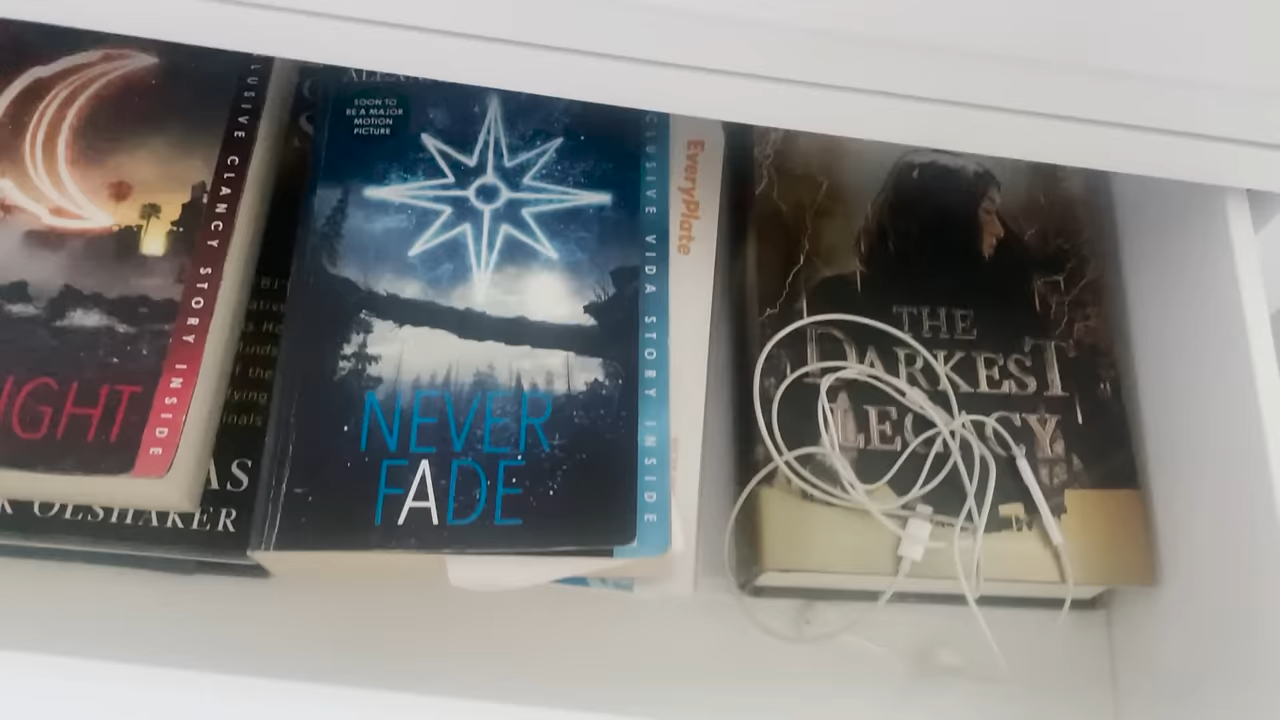 USIVE CLANCY STORY INSIDE
IGHT
AS
OLSHAKER
SOON TO
BE A MAJOR
MOTION
PICTURE
NEVER
FADE
CLUSIVE VIDA STORY INSIDE
EveryPlate
THE
DARKEST
LEGACY